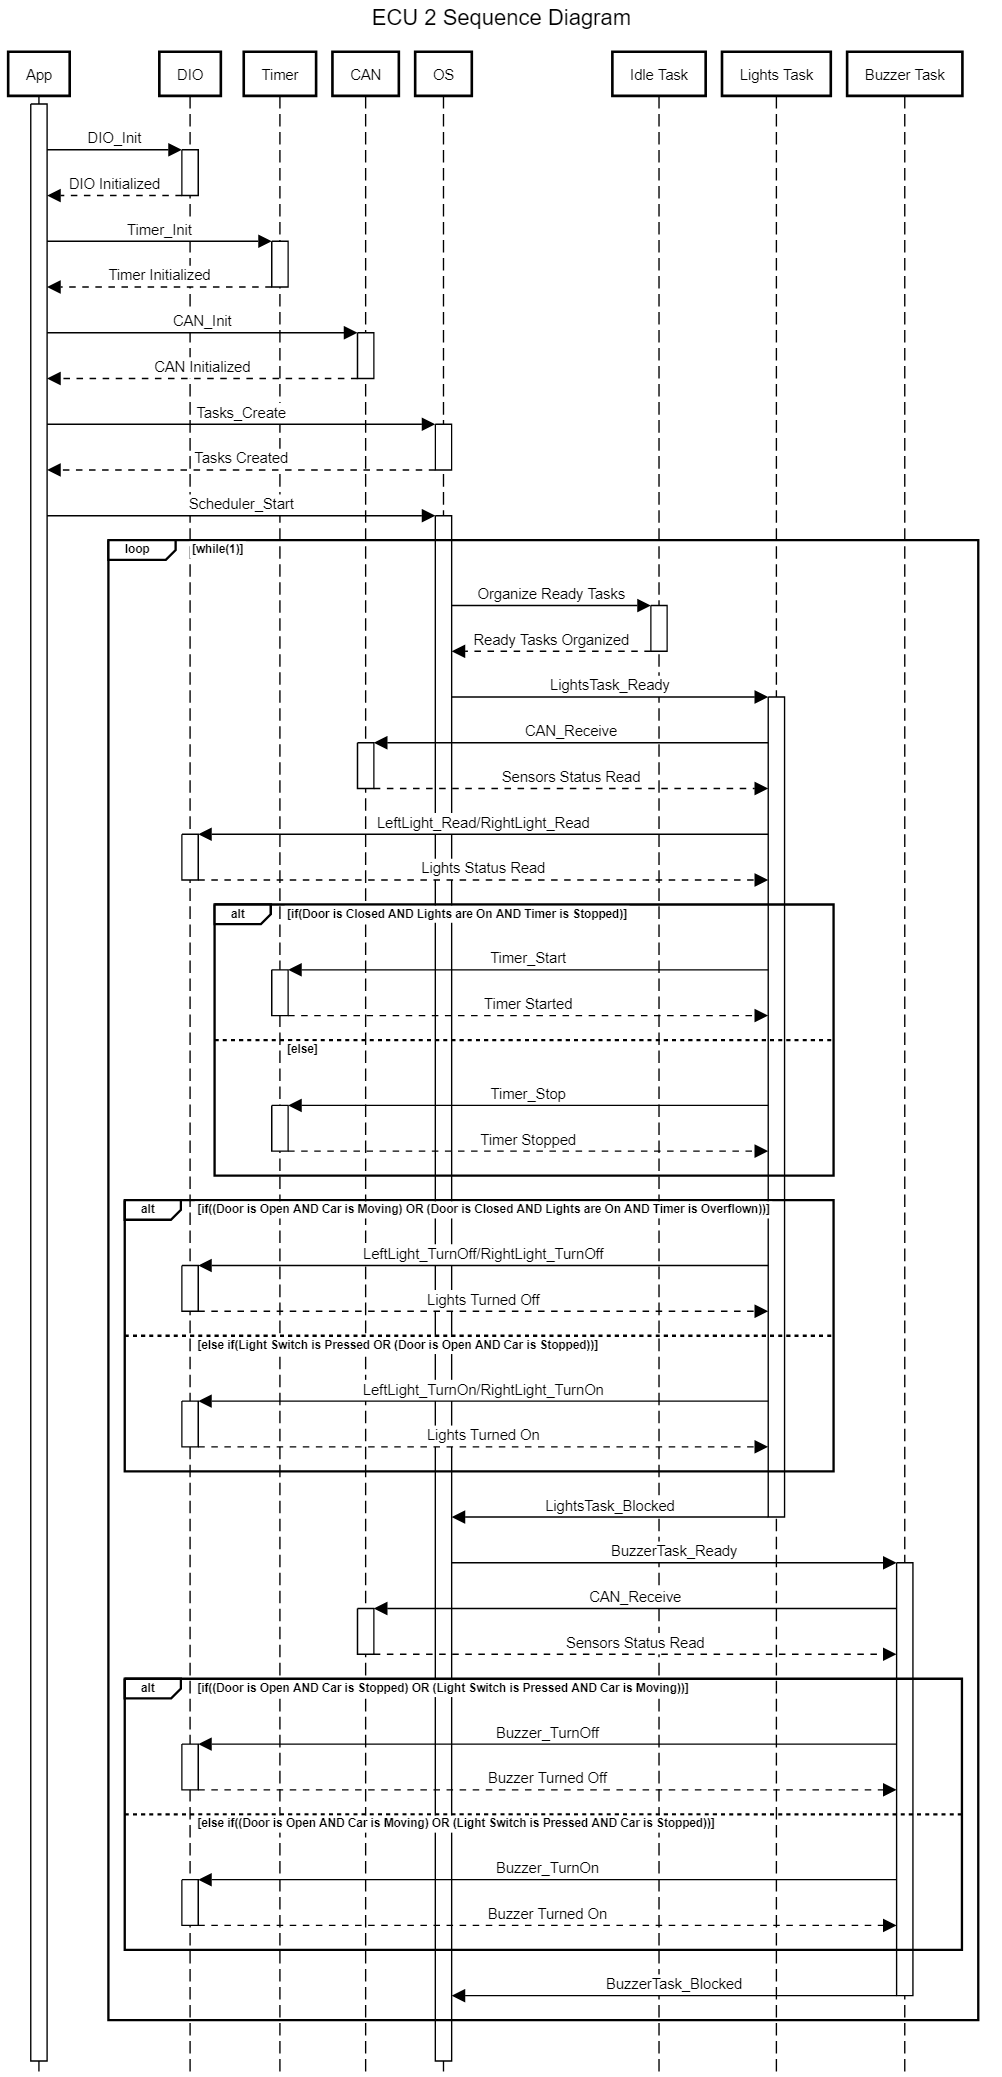 ECU 2 Sequence Diagram
App
DIO
Timer
CAN
OS
Idle Task
Lights Task
Buzzer Task
DIO_Init
DIO Initialized
Timer_Init
Timer Initialized
CAN_Init
CAN Initialized
Tasks_Create
Tasks Created
Scheduler_Start
loop
[while(1)]
Organize Ready Tasks
Ready Tasks Organized
LightsTask_Ready
CAN_Receive
Sensors Status Read
LeftLight_Read/RightLight_Read
Lights Status Read
alt
[if(Door is Closed AND Lights are On AND Timer is Stopped)]
Timer_Start
Timer Started
[else]
Timer_Stop
Timer Stopped
alt
[if((Door is Open AND Car is Moving) OR (Door is Closed AND Lights are On AND Timer is Overflown))]
LeftLight_TurnOff/RightLight_TurnOff
Lights Turned Off
[else if(Light Switch is Pressed OR (Door is Open AND Car is Stopped))]
LeftLight_TurnOn/RightLight_TurnOn
Lights Turned On
LightsTask_Blocked
BuzzerTask_Ready
CAN_Receive
Sensors Status Read
alt
[if((Door is Open AND Car is Stopped) OR (Light Switch is Pressed AND Car is Moving))]
Buzzer_TurnOff
Buzzer Turned Off
[else if((Door is Open AND Car is Moving) OR (Light Switch is Pressed AND Car is Stopped))]
Buzzer_TurnOn
Buzzer Turned On
BuzzerTask_Blocked